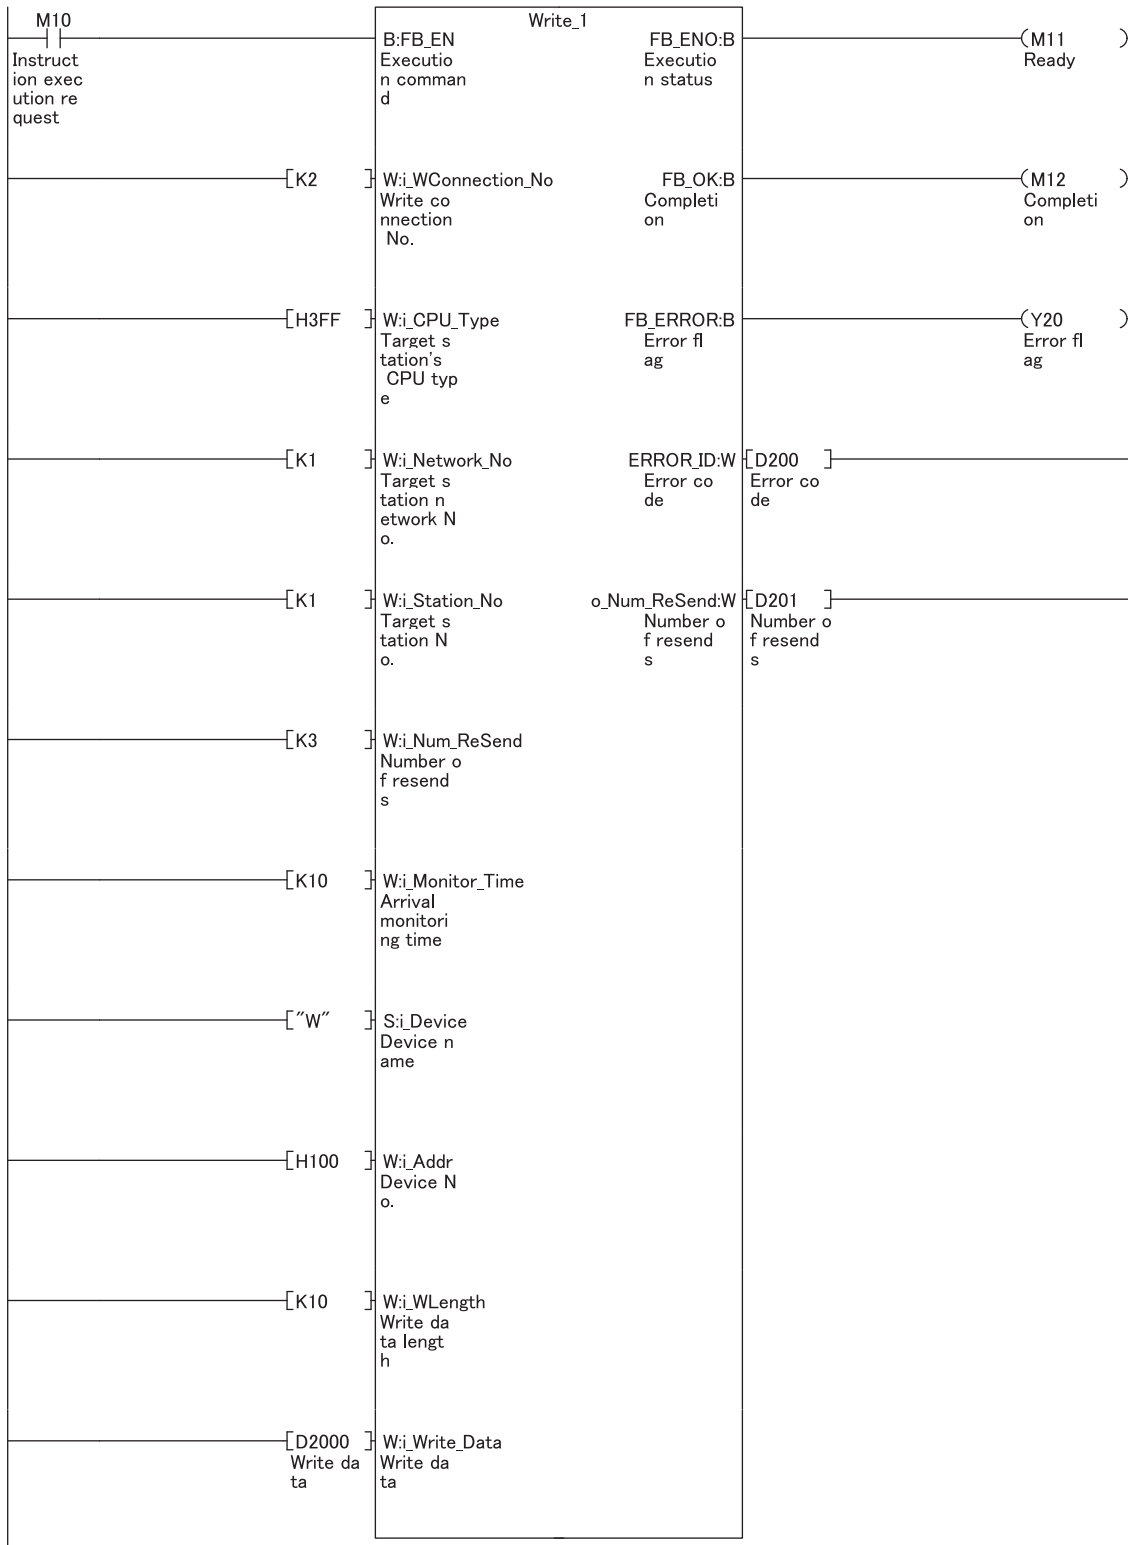 M10
Write_1
B:FB_EN
FB_ENO:B
(M11 )
Instruct
ion exec
ution re
quest
Executio
n comman
d
Executio
n status
Ready
[K2 ]
W:i_WConnection_No
FB_OK:B
(M12 )
Write co
nnection
No.
Completi
on
Completi
on
[H3FF ]
W:i_CPU_Type
FB_ERROR:B
(Y20 )
Target s
tation's
CPU typ
e
Error fl
ag
Error fl
ag
[K1 ]
W:i_Network_No
ERROR_ID:W
[D200 ]
Target s
tation n
etwork N
o.
Error co
de
Error co
de
[K1 ]
W:i_Station_No
o_Num_ReSend:W
[D201 ]
Target s
tation N
o.
Number o
f resend
s
Number o
f resend
s
[K3 ]
W:i_Num_ReSend
Number o
f resend
s
[K10 ]
W:i_Monitor_Time
Arrival
monitori
ng time
["W" ]
S:i_Device
Device n
ame
[H100 ]
W:i_Addr
Device N
o.
[K10 ]
W:i_WLength
Write da
ta lengt
h
[D2000 ]
W:i_Write_Data
Write da
ta
Write da
ta